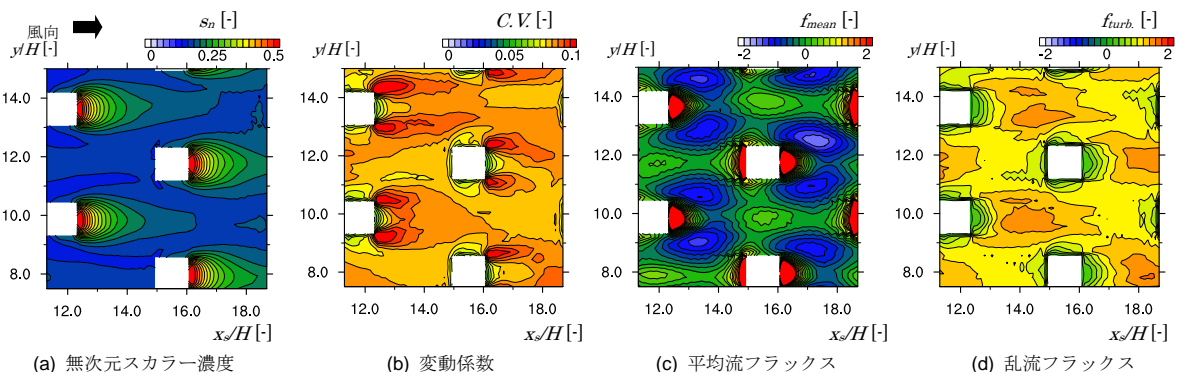 風向
s_n [-]
0 0.25 0.5
y/H [-]
14.0
12.0
10.0
8.0
12.0 14.0 16.0 18.0
x_s/H [-]
(a) 無次元スカラー濃度
C.V. [-]
0 0.05 0.1
y/H [-]
14.0
12.0
10.0
8.0
12.0 14.0 16.0 18.0
x_s/H [-]
(b) 変動係数
f_mean [-]
-2 0 2
y/H [-]
14.0
12.0
10.0
8.0
12.0 14.0 16.0 18.0
x_s/H [-]
(c) 平均流フラックス
f_turb. [-]
-2 0 2
y/H [-]
14.0
12.0
10.0
8.0
12.0 14.0 16.0 18.0
x_s/H [-]
(d) 乱流フラックス